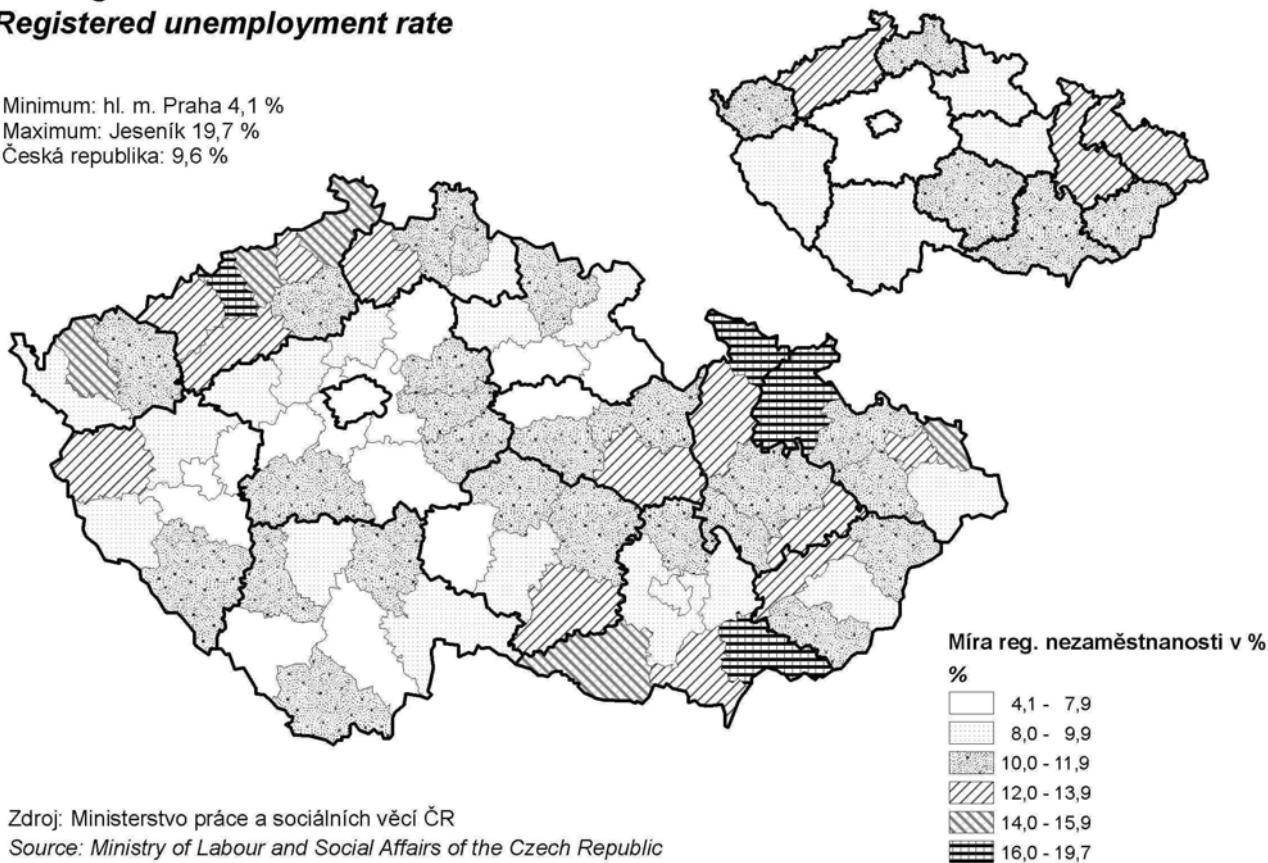 Registered unemployment rate
Minimum: hl. m. Praha 4,1 %
Maximum: Jeseník 19,7 %
Česká republika: 9,6 %
Míra reg. nezaměstnanosti v %
%
4,1 - 7,9
8,0 - 9,9
10,0 - 11,9
12,0 - 13,9
14,0 - 15,9
16,0 - 19,7
Zdroj: Ministerstvo práce a sociálních věcí ČR
Source: Ministry of Labour and Social Affairs of the Czech Republic